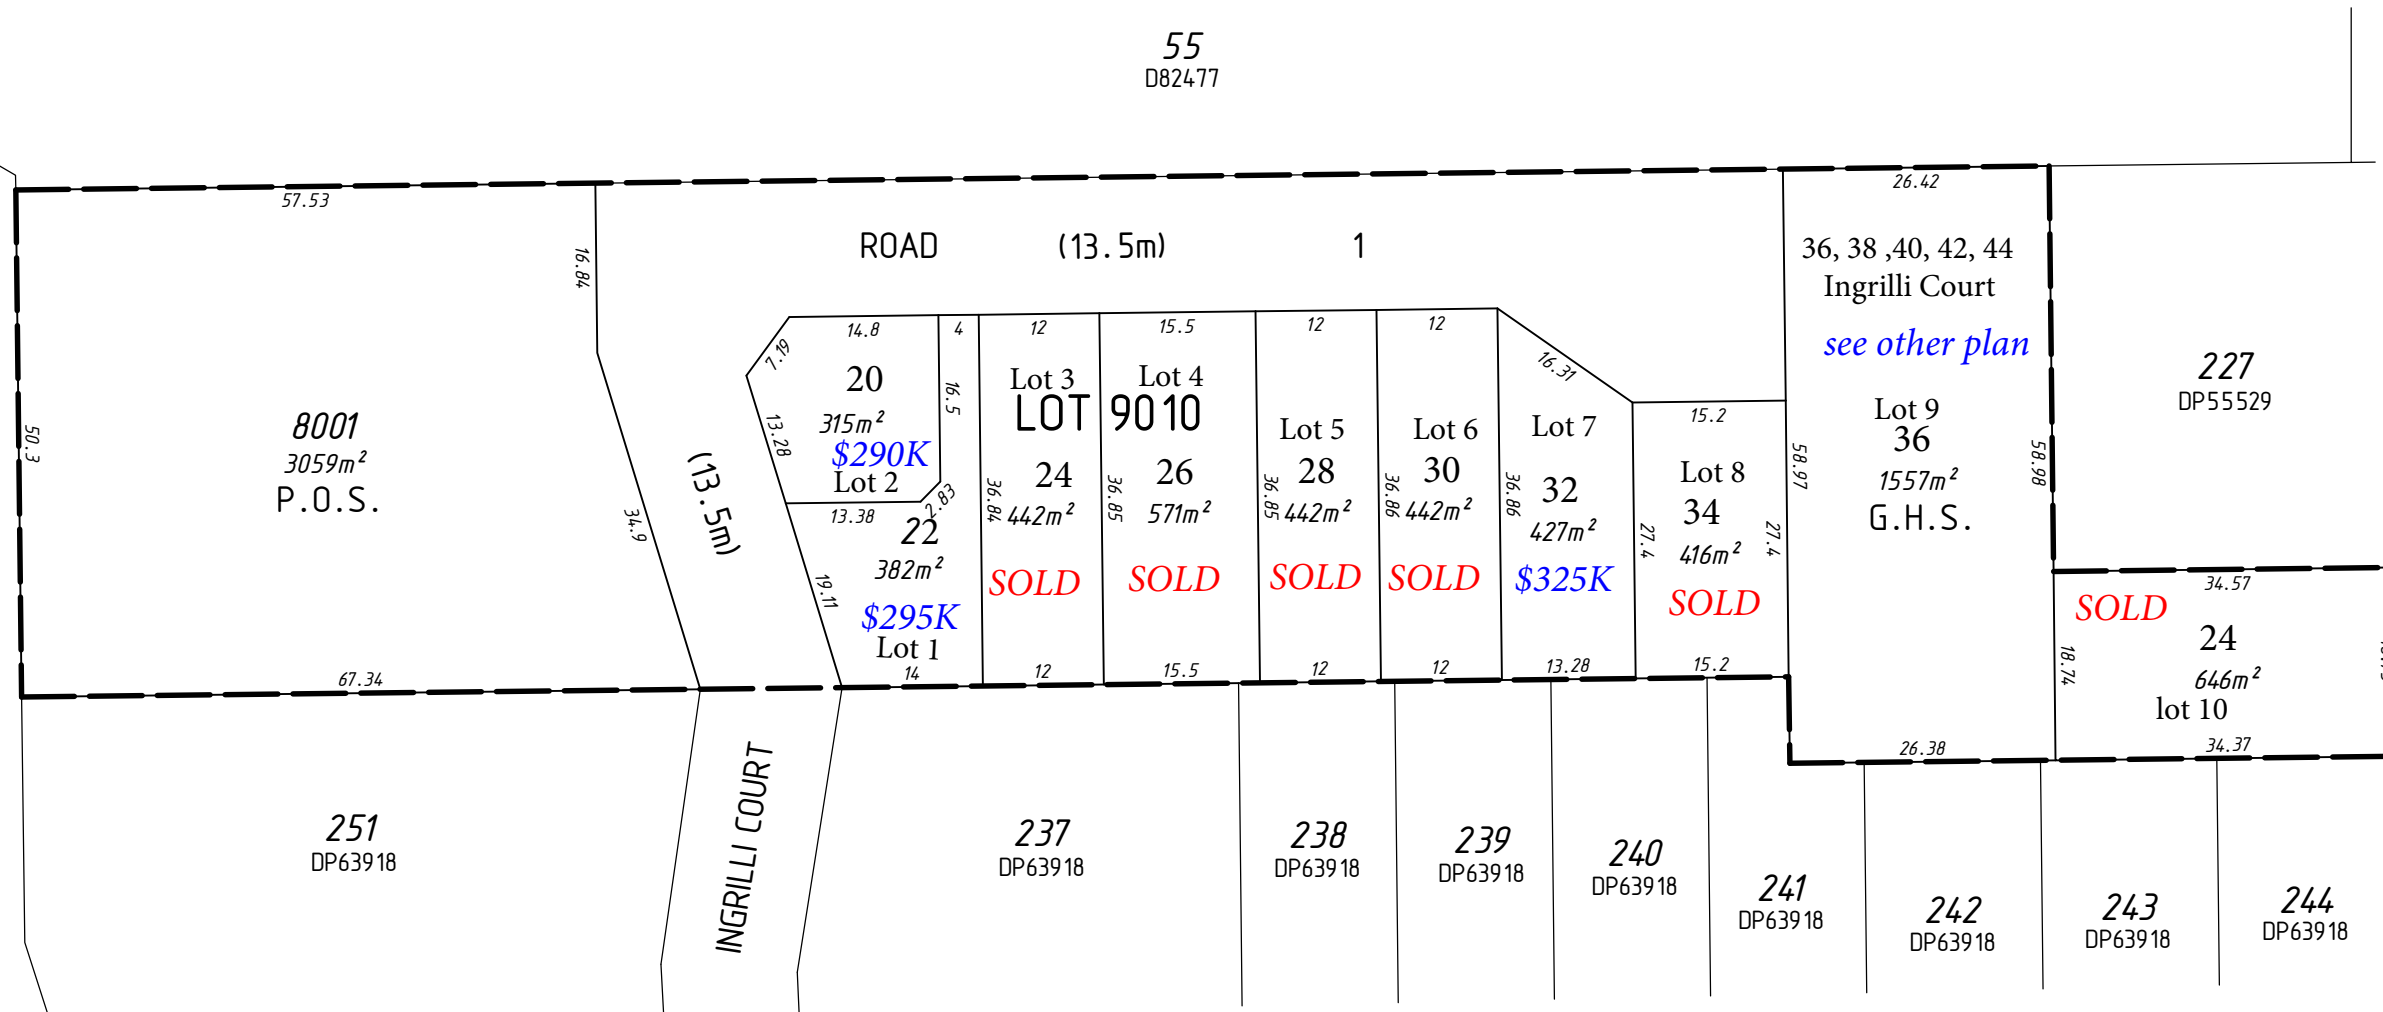 55
D82477
57.53
26.42
16.84
ROAD (13.5m) 1
36, 38 ,40, 42, 44
Ingrilli Court
see other plan
50.3
8001
3059m²
P.O.S.
34.9
67.34
(13.5m)
7.19
14.8
4
12
15.5
12
12
16.31
15.2
20
315m²
$290K
Lot 2
13.28
16.5
13.38
2.83
22
382m²
$295K
Lot 1
19.11
14
LOT 9010
Lot 3
24
442m²
SOLD
36.84
12
Lot 4
26
571m²
SOLD
36.85
15.5
Lot 5
28
442m²
SOLD
36.85
12
Lot 6
30
442m²
SOLD
36.86
12
Lot 7
32
427m²
$325K
36.86
13.28
Lot 8
34
416m²
SOLD
27.4
27.4
15.2
58.97
Lot 9
36
1557m²
G.H.S.
58.98
26.38
227
DP55529
34.57
SOLD
24
646m²
lot 10
18.74
34.37
251
DP63918
INGRILLI COURT
237
DP63918
238
DP63918
239
DP63918
240
DP63918
241
DP63918
242
DP63918
243
DP63918
244
DP63918